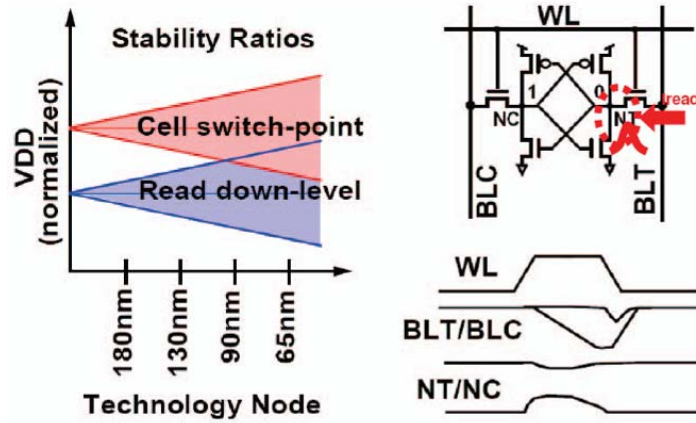 Stability Ratios
Cell switch-point
Read down-level
VDD
(normalized)
180nm
130nm
90nm
65nm
Technology Node
WL
1
0
NC
NT
BLC
BLT
WL
BLT/BLC
NT/NC